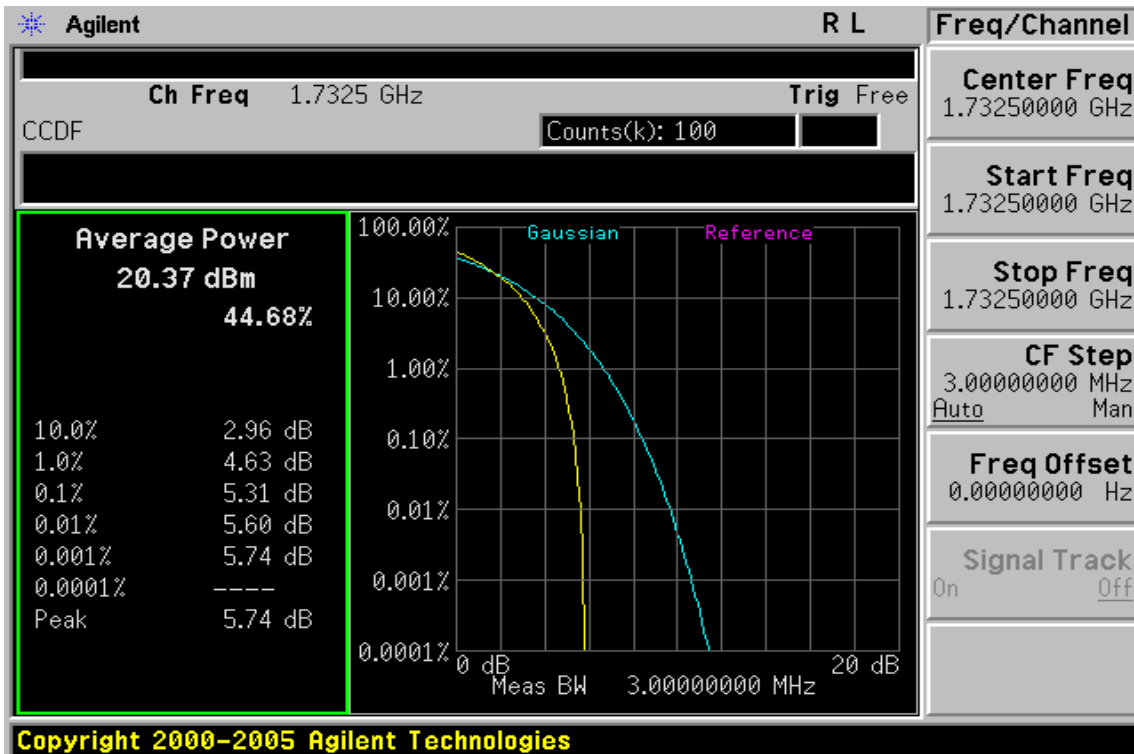 Agilent R L
Ch Freq 1.7325 GHz Trig Free
CCDF Counts(k): 100
Average Power
20.37 dBm
44.68%
10.0% 2.96 dB
1.0% 4.63 dB
0.1% 5.31 dB
0.01% 5.60 dB
0.001% 5.74 dB
0.0001% ----
Peak 5.74 dB
Gaussian Reference
100.00%
10.00%
1.00%
0.10%
0.01%
0.001%
0.0001%
0 dB 20 dB
Meas BW 3.00000000 MHz
Freq/Channel
Center Freq
1.73250000 GHz
Start Freq
1.73250000 GHz
Stop Freq
1.73250000 GHz
CF Step
3.00000000 MHz
Auto Man
Freq Offset
0.00000000 Hz
Signal Track
On Off
Copyright 2000-2005 Agilent Technologies